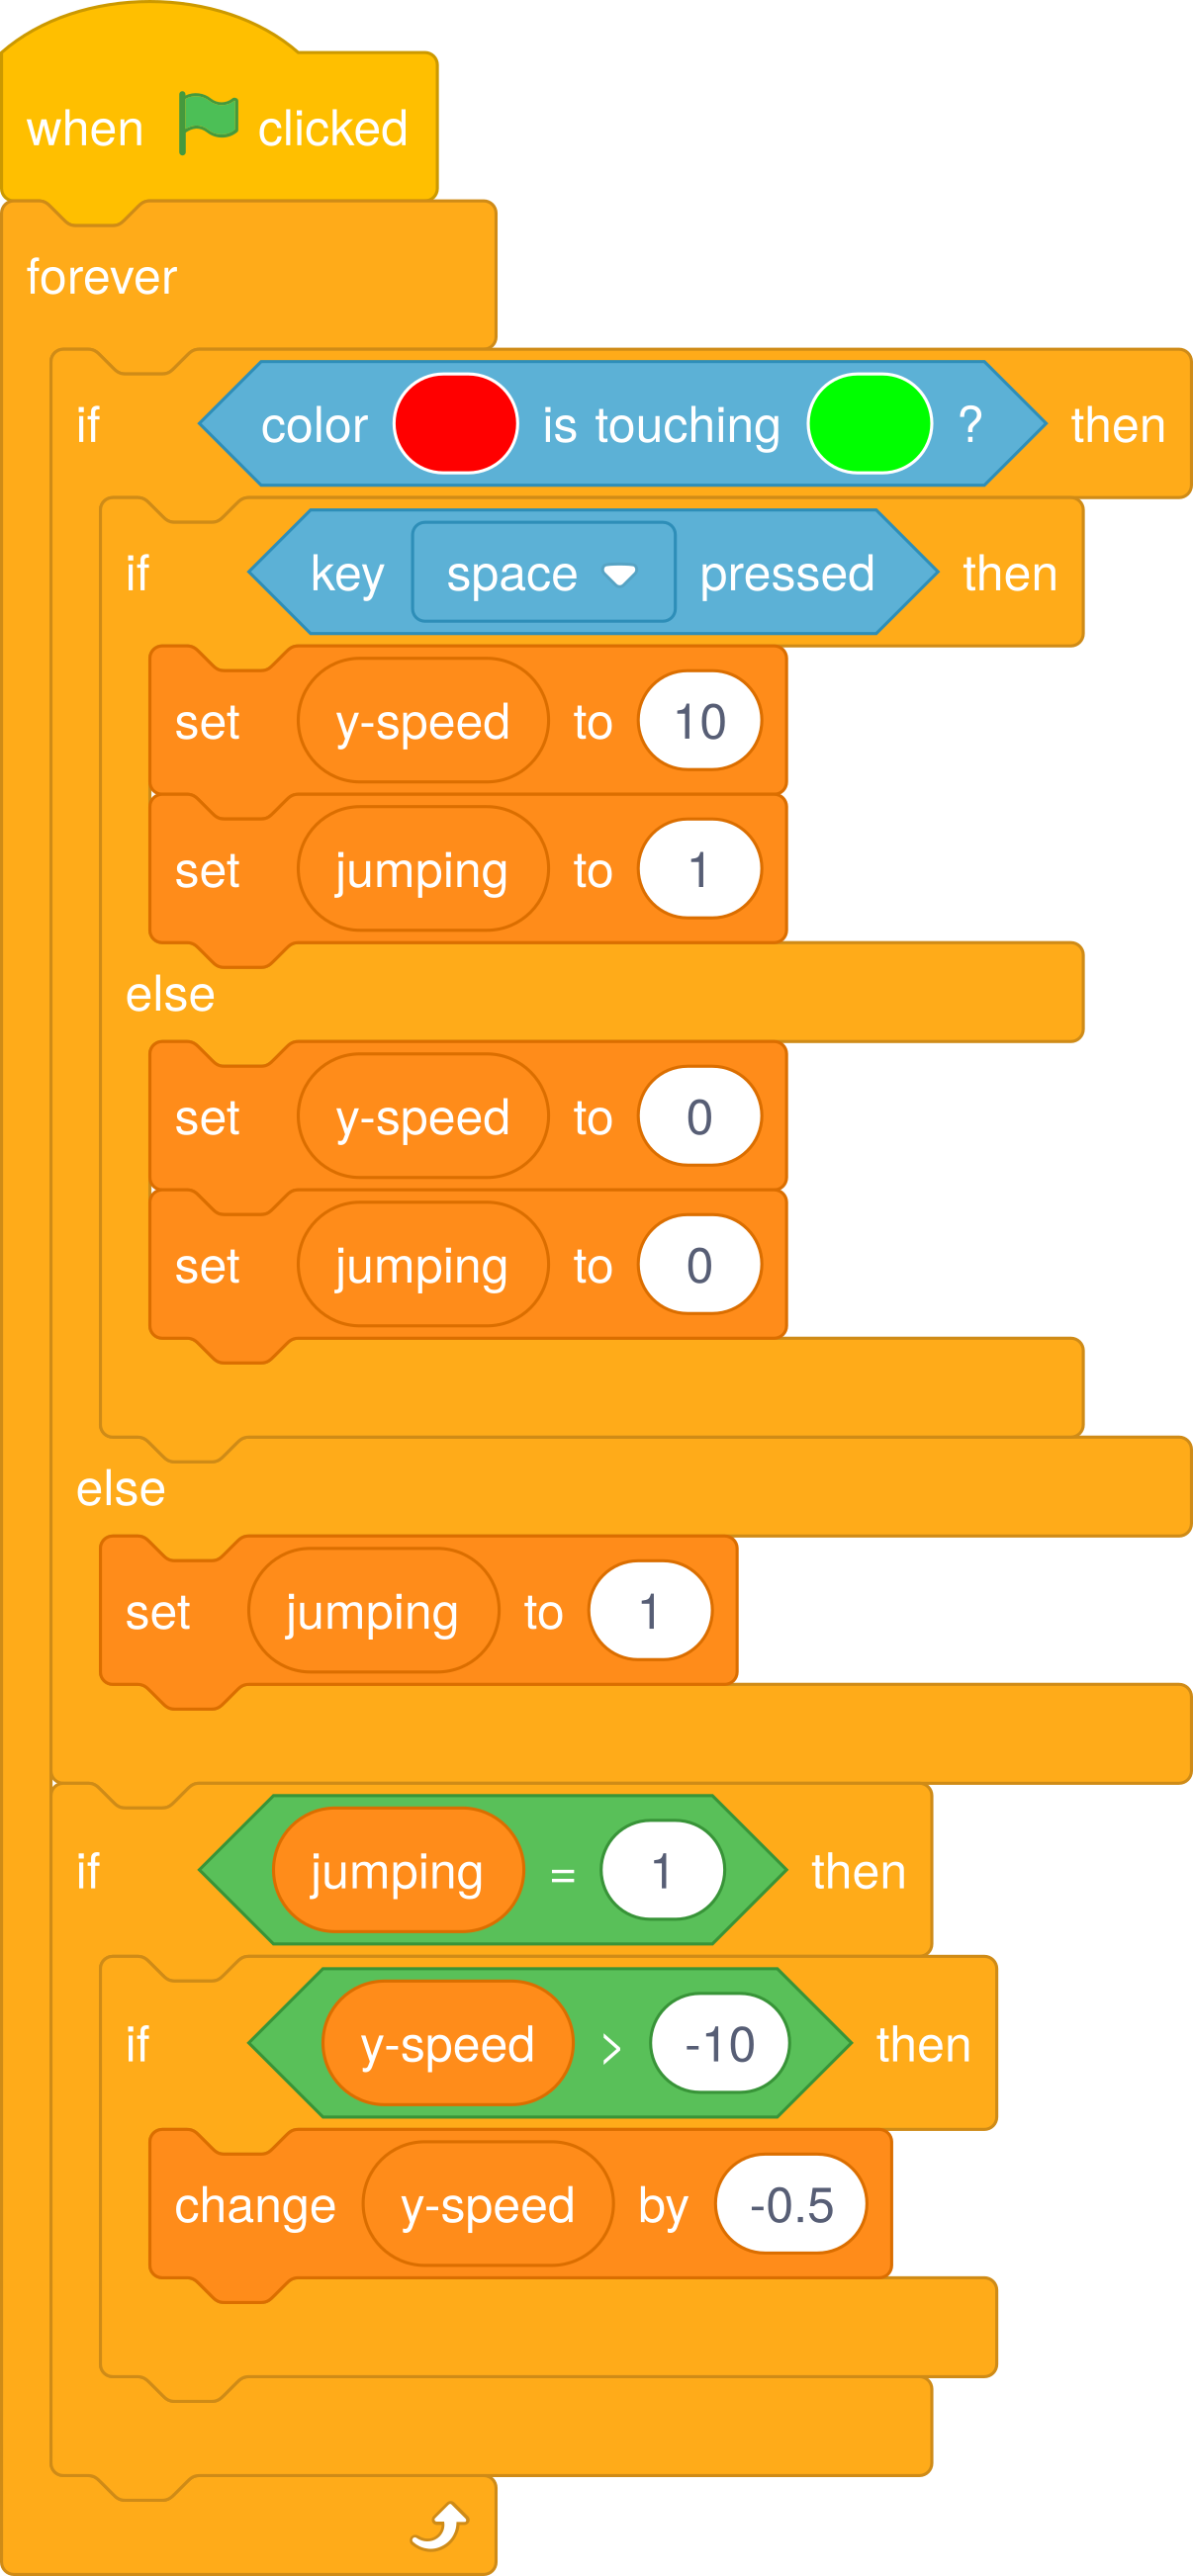 when clicked
forever
if color is touching ? then
if key space pressed then
set y-speed to 10
set jumping to 1
else
set y-speed to 0
set jumping to 0
else
set jumping to 1
if jumping = 1 then
if y-speed > -10 then
change y-speed by -0.5